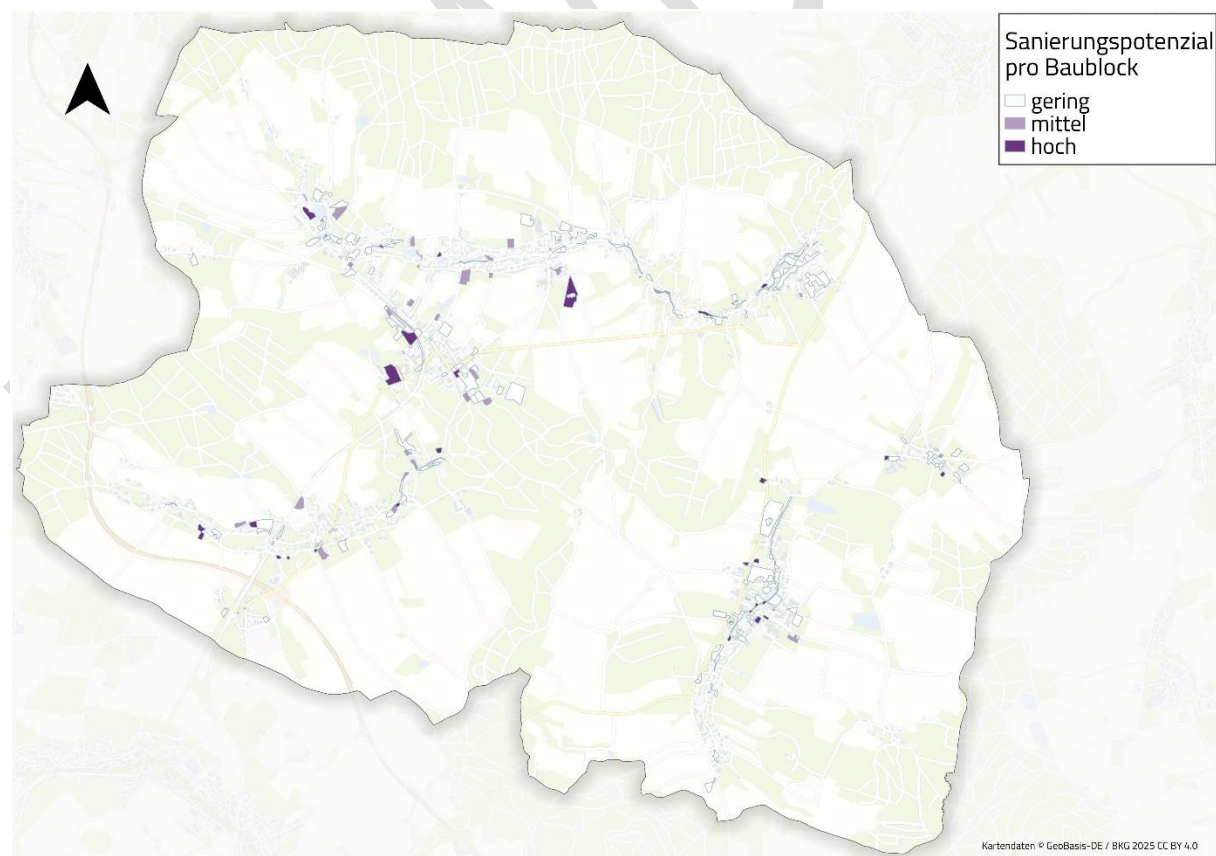 Sanierungspotenzial
pro Baublock
gering
mittel
hoch
Kartendaten © GeoBasis-DE / BKG 2025 CC BY 4.0